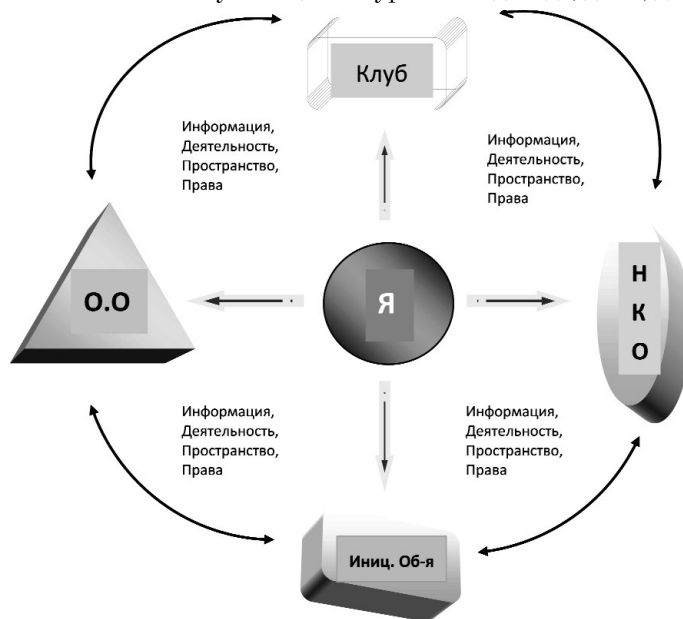 Клуб
Информация,
Деятельность,
Пространство,
Права
Информация,
Деятельность,
Пространство,
Права
О.О
Я
Н
К
О
Информация,
Деятельность,
Пространство,
Права
Информация,
Деятельность,
Пространство,
Права
Иниц. Об-я